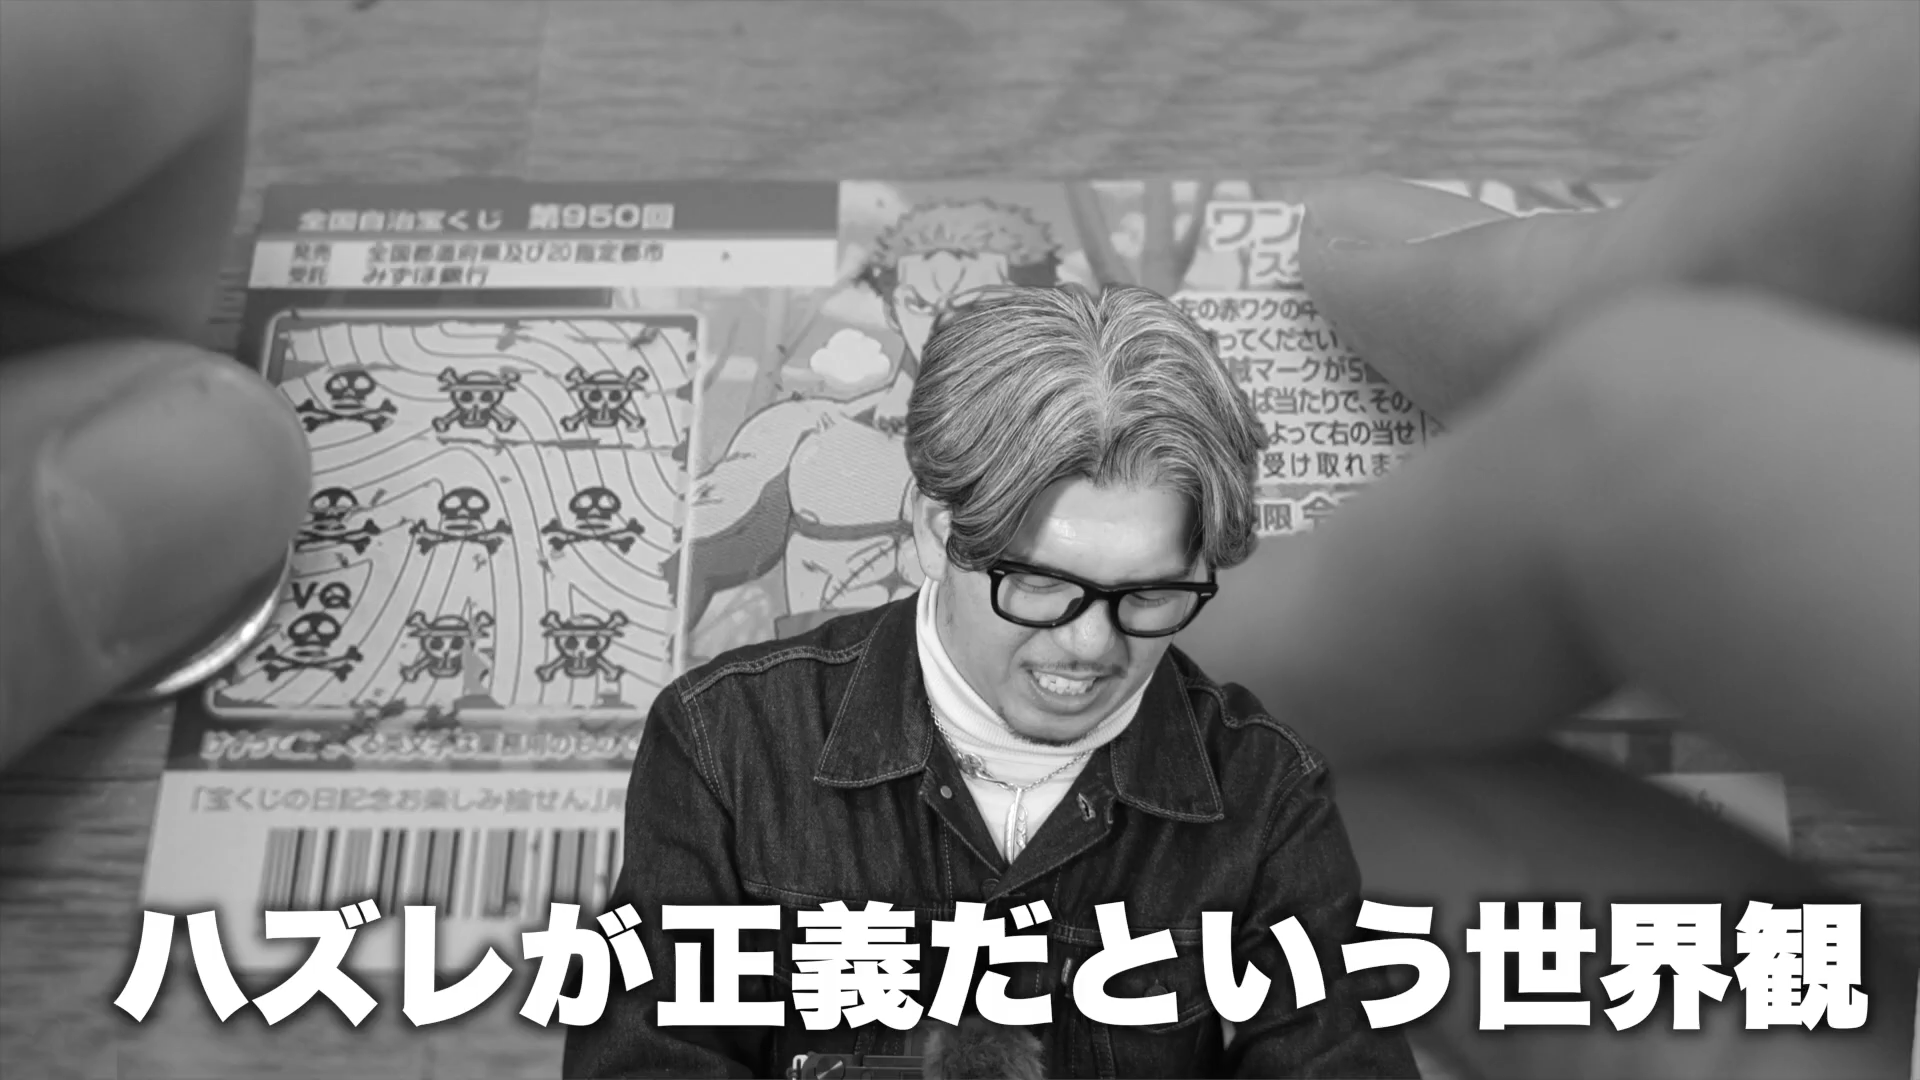 全国自治宝くじ 第950回
発売 全国都道府県及び20指定都市
受託 みずほ銀行
ワン
左の赤ワクの
ってください
マークが5
ば当たりで、その
よって右の当せ
受け取れま
限
VQ
「宝くじの日記念お楽しみ抽せん」
ハズレが正義だという世界観